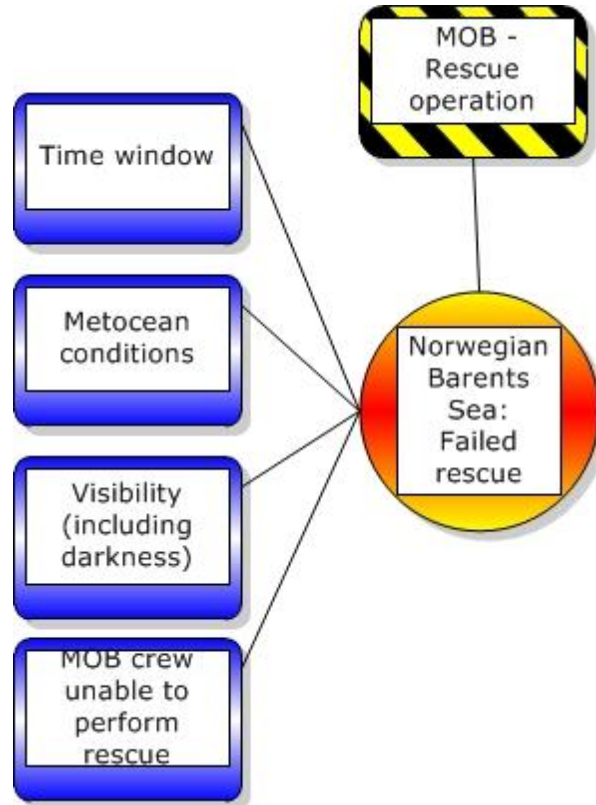 MOB -
Rescue
operation
Time window
Metocean
conditions
Norwegian
Barents
Sea:
Failed
rescue
Visibility
(including
darkness)
MOB crew
unable to
perform
rescue